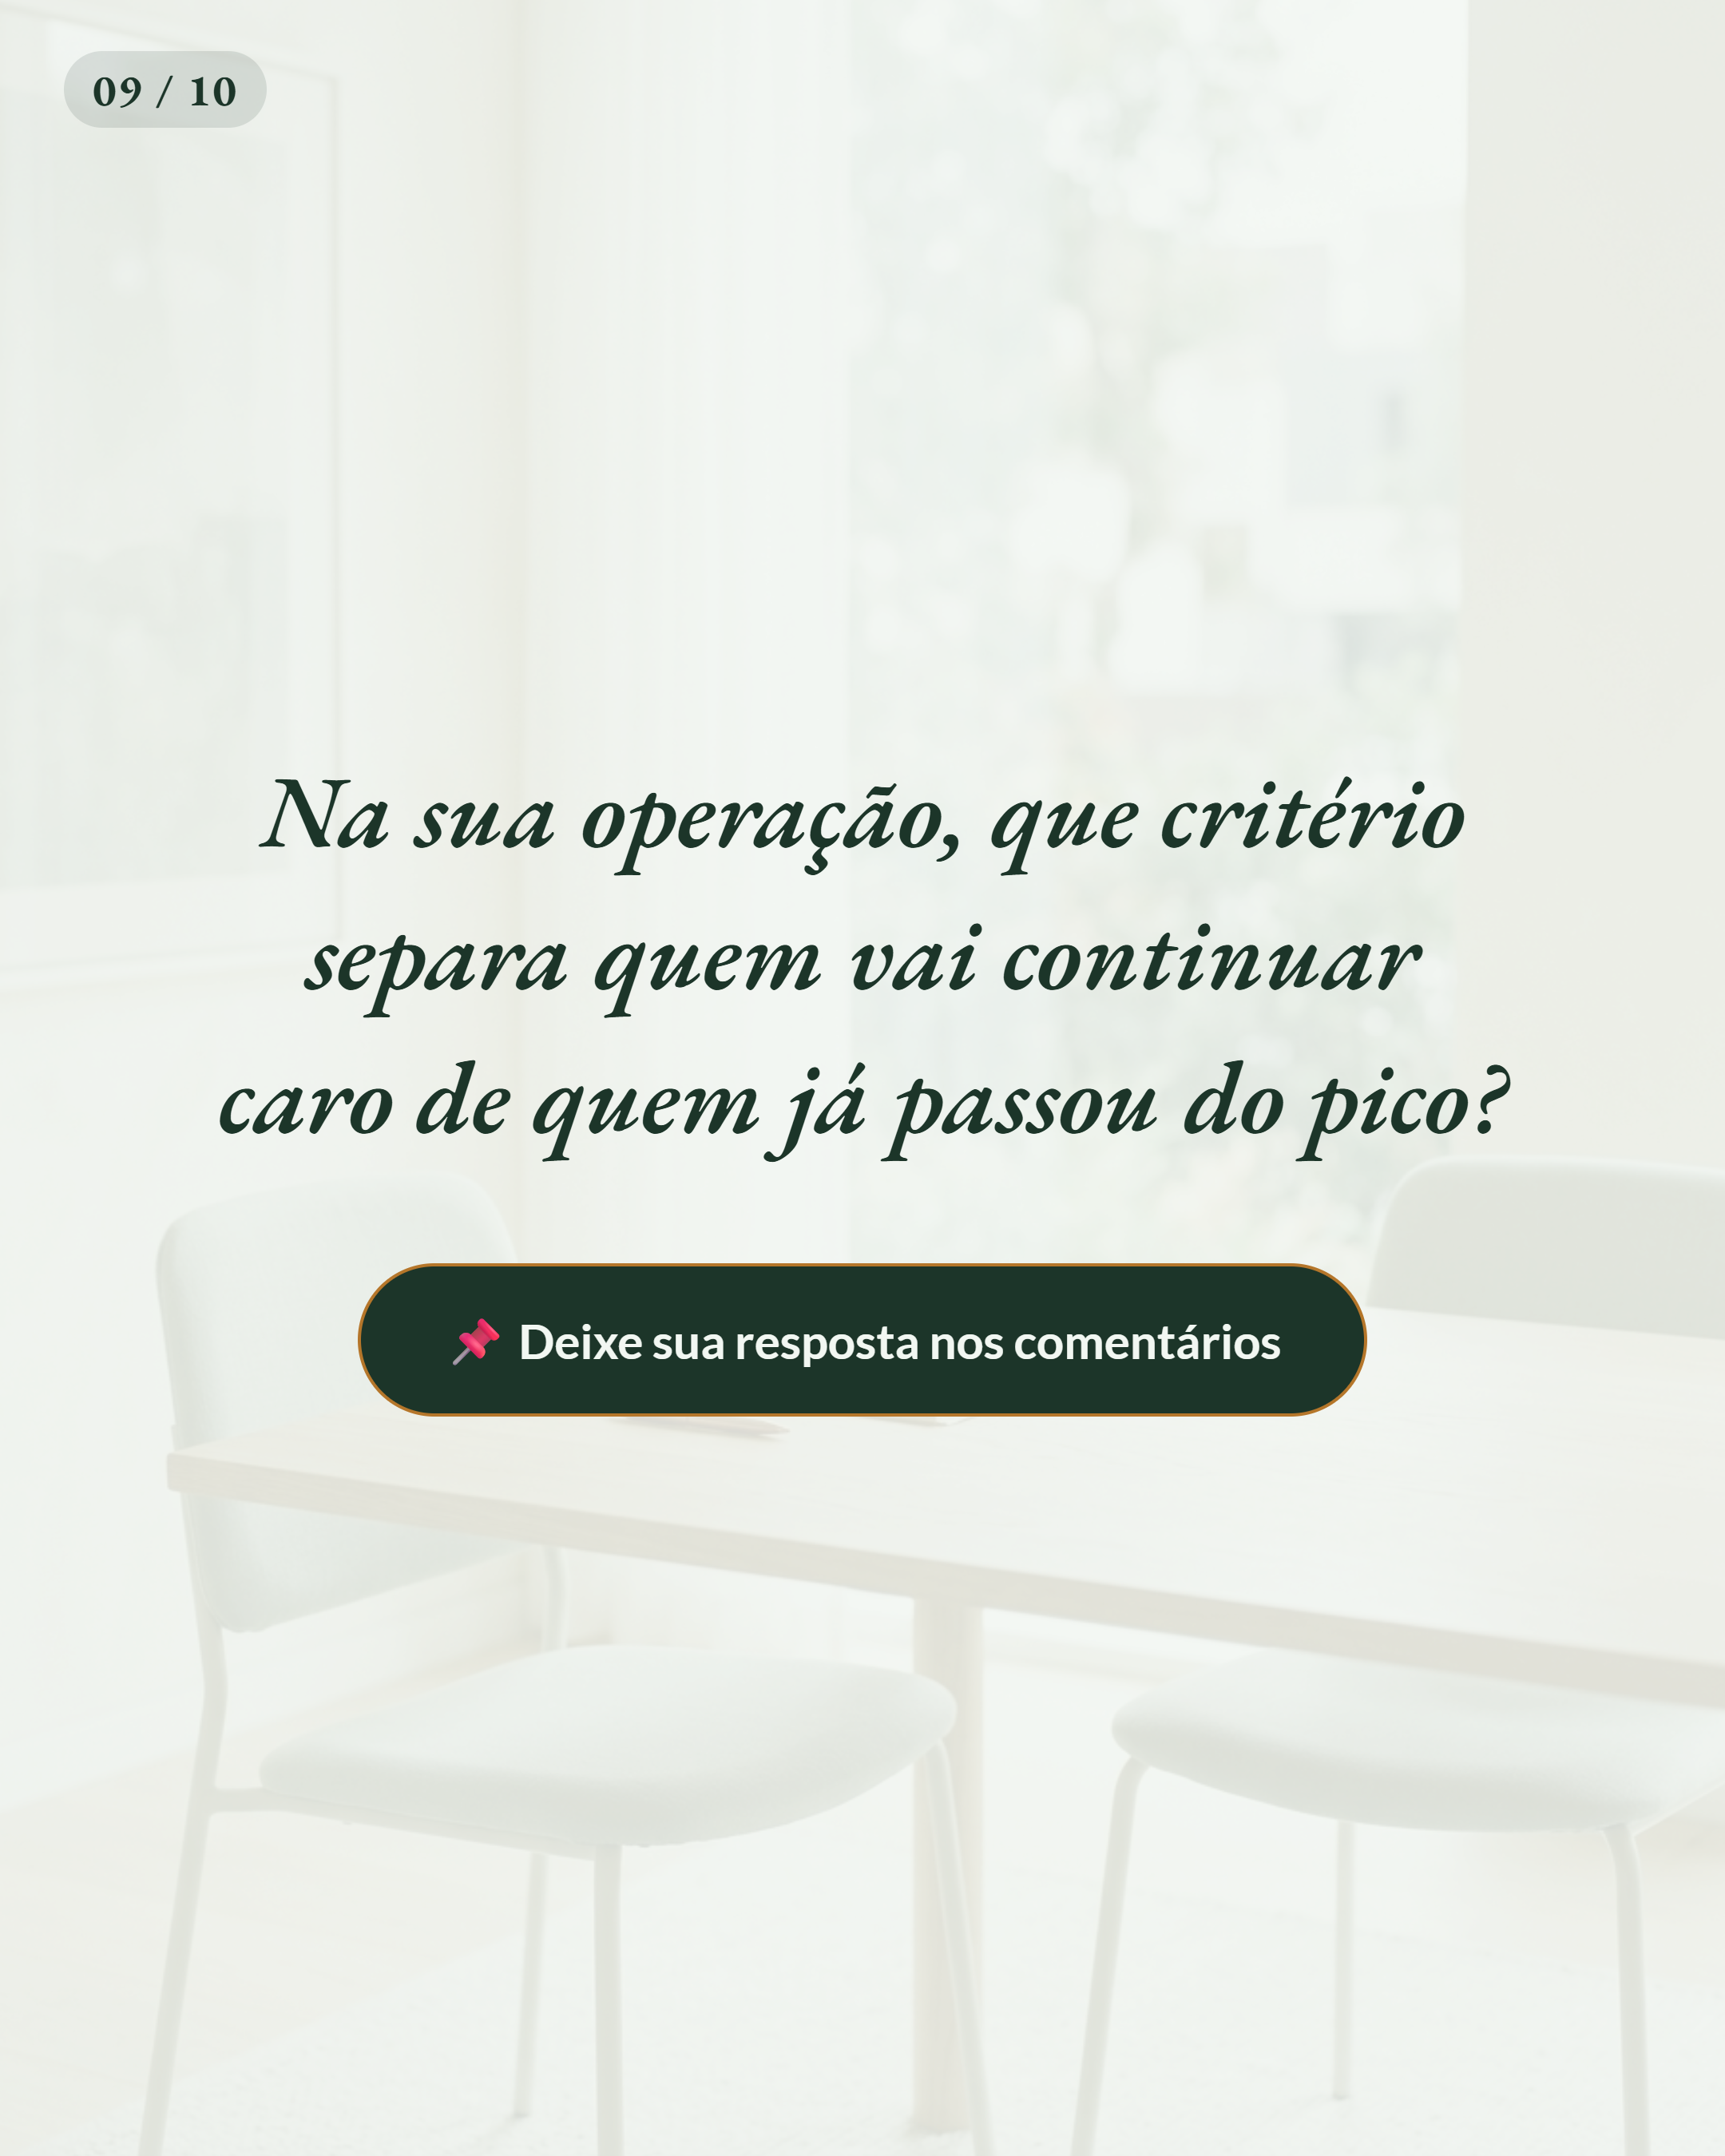 09 / 10
Na sua operação, que critério
separa quem vai continuar
caro de quem já passou do pico?
📌 Deixe sua resposta nos comentários